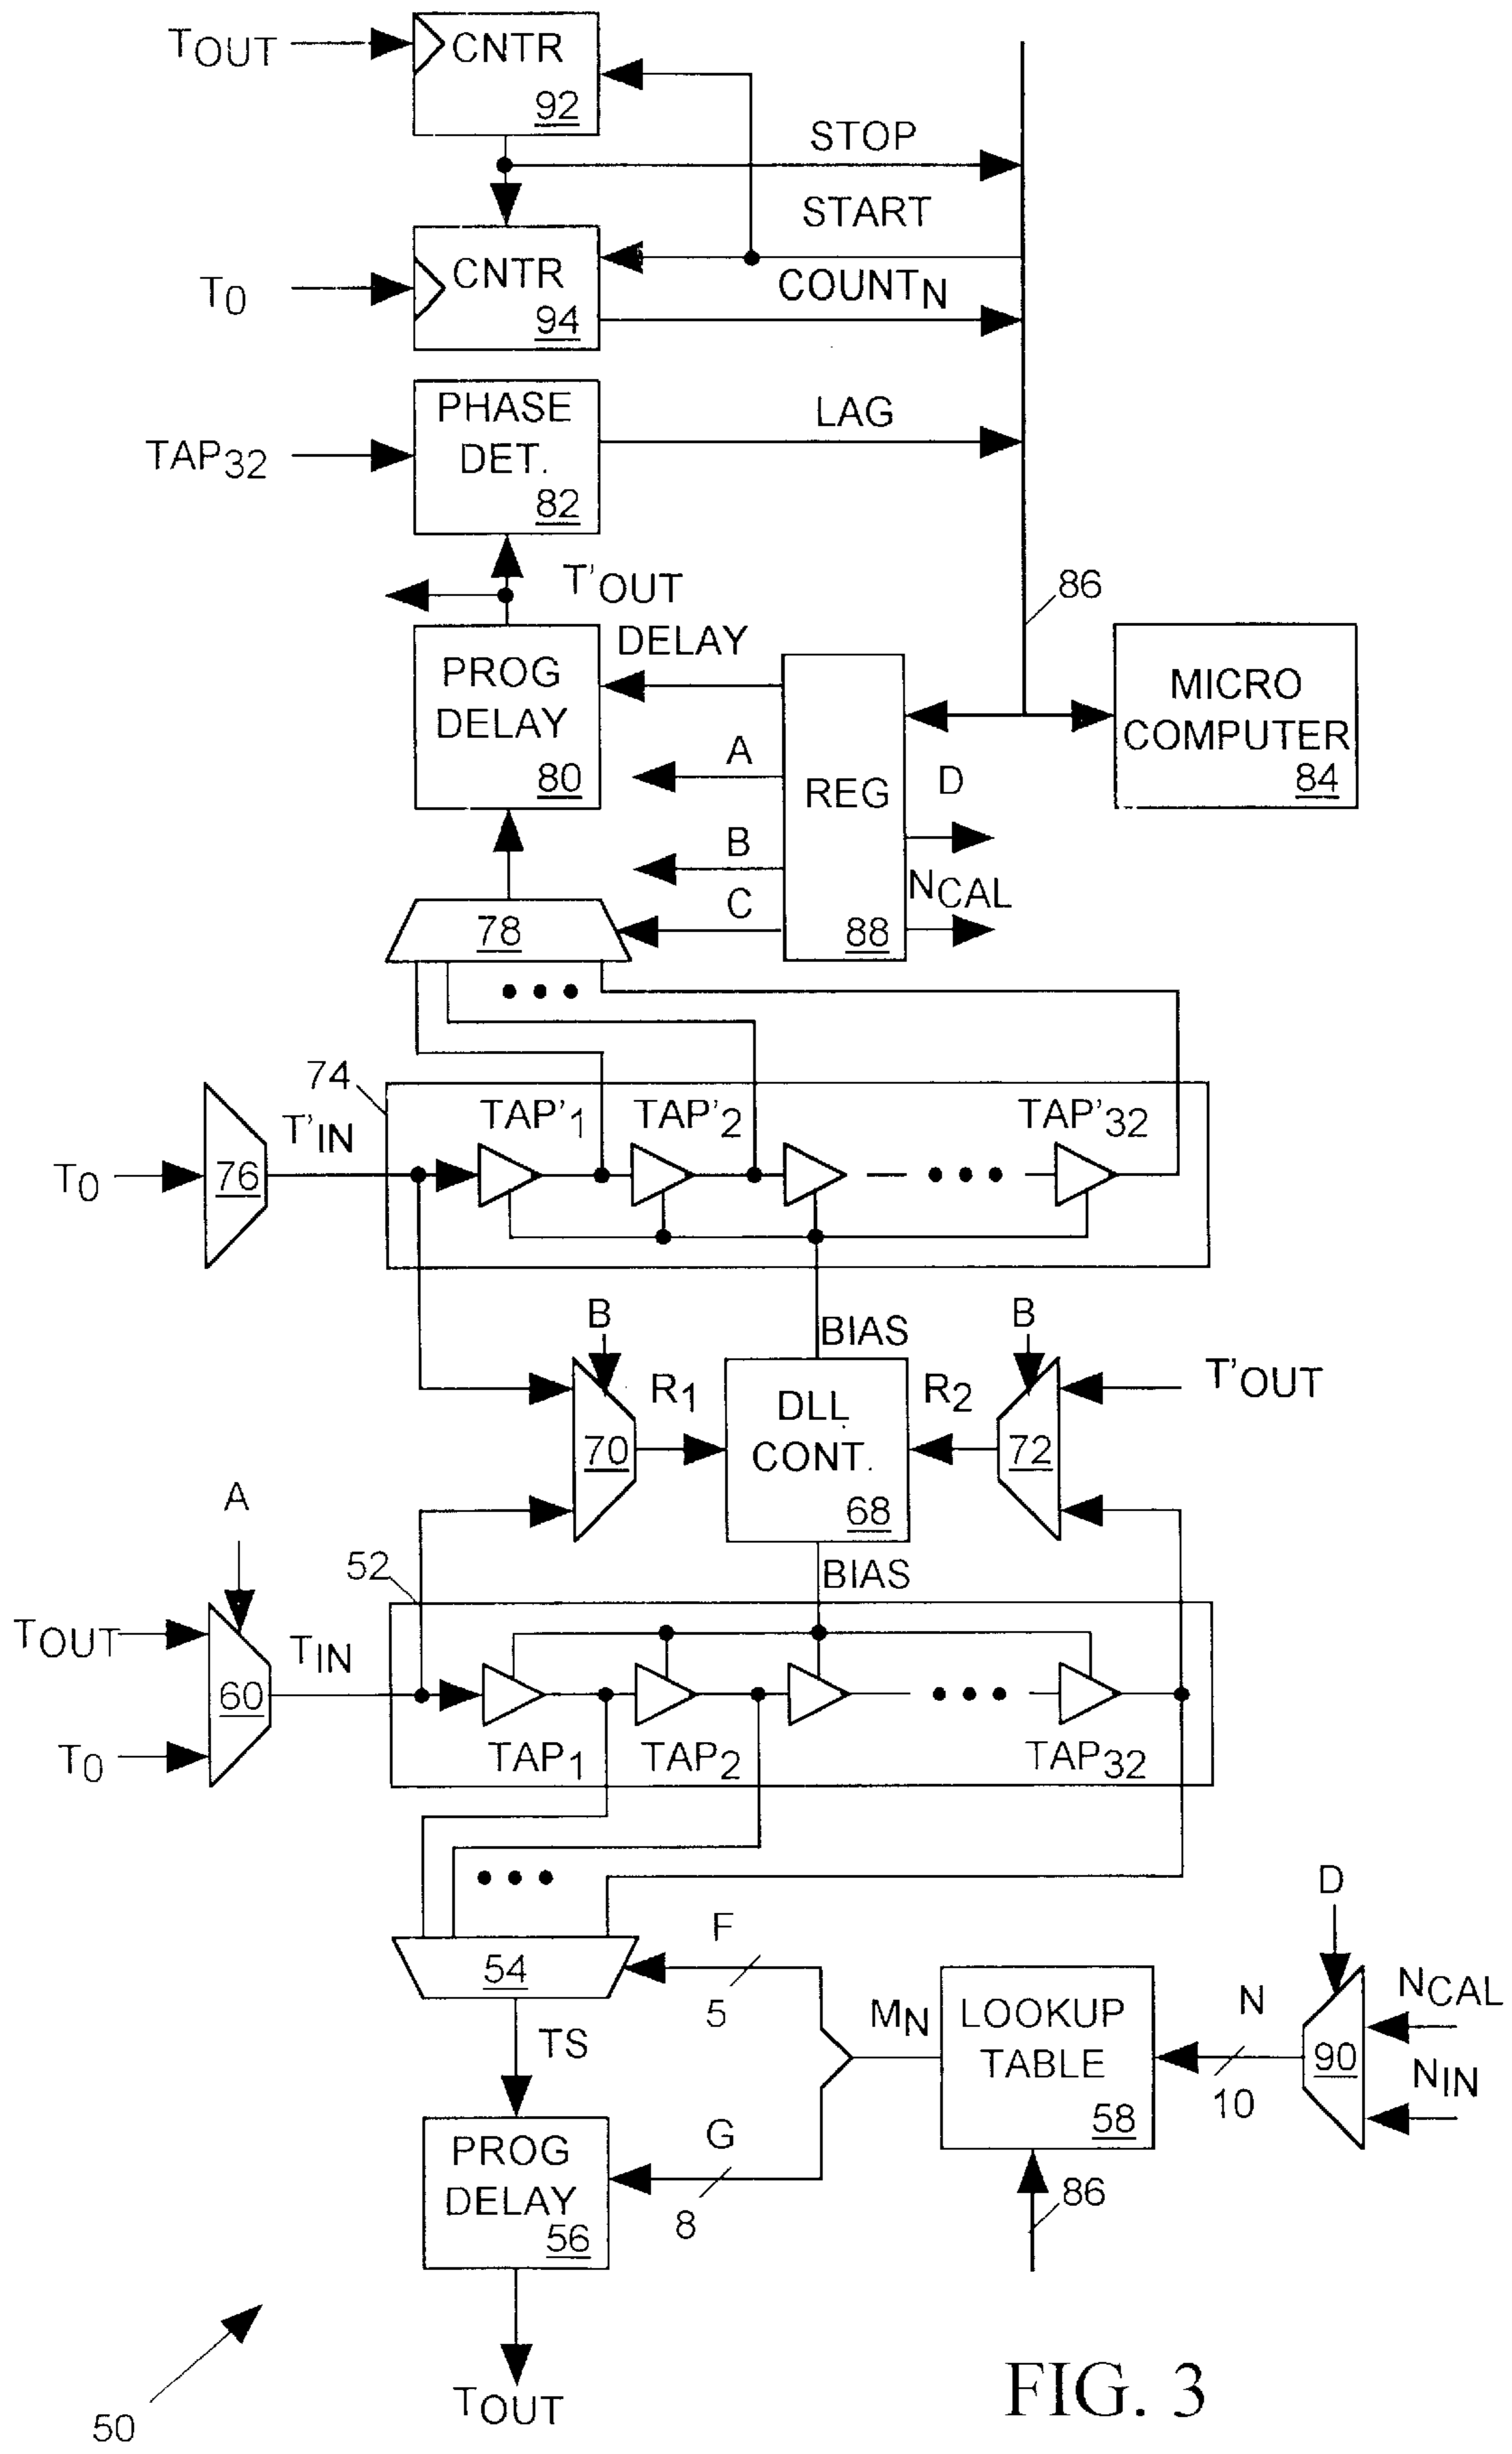 TOUT
CNTR
92
STOP
START
T0
CNTR
94
COUNTN
PHASE
DET.
82
TAP32
LAG
T'OUT
86
DELAY
PROG
DELAY
80
MICRO
COMPUTER
84
A
REG
D
B
NCAL
C
88
78
74
T'IN
TAP'1
TAP'2
TAP'32
T0
76
B
BIAS
B
R1
DLL
CONT.
68
R2
T'OUT
70
72
A
52
BIAS
TOUT
TIN
60
T0
TAP1
TAP2
TAP32
D
54
F
5
MN
LOOKUP
TABLE
58
N
10
90
NCAL
NIN
TS
PROG
DELAY
56
G
8
86
TOUT
50
FIG. 3